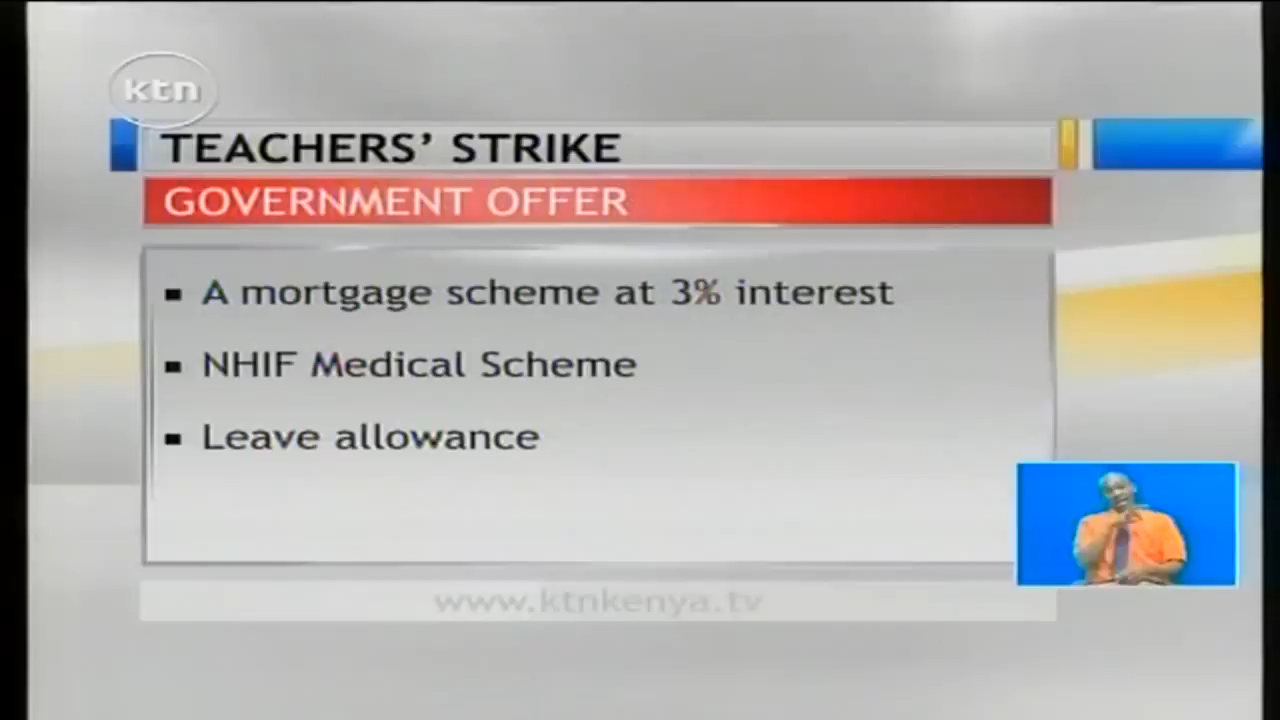 ktn
TEACHERS' STRIKE
GOVERNMENT OFFER
▪ A mortgage scheme at 3% interest
▪ NHIF Medical Scheme
▪ Leave allowance
www.ktnkenya.tv